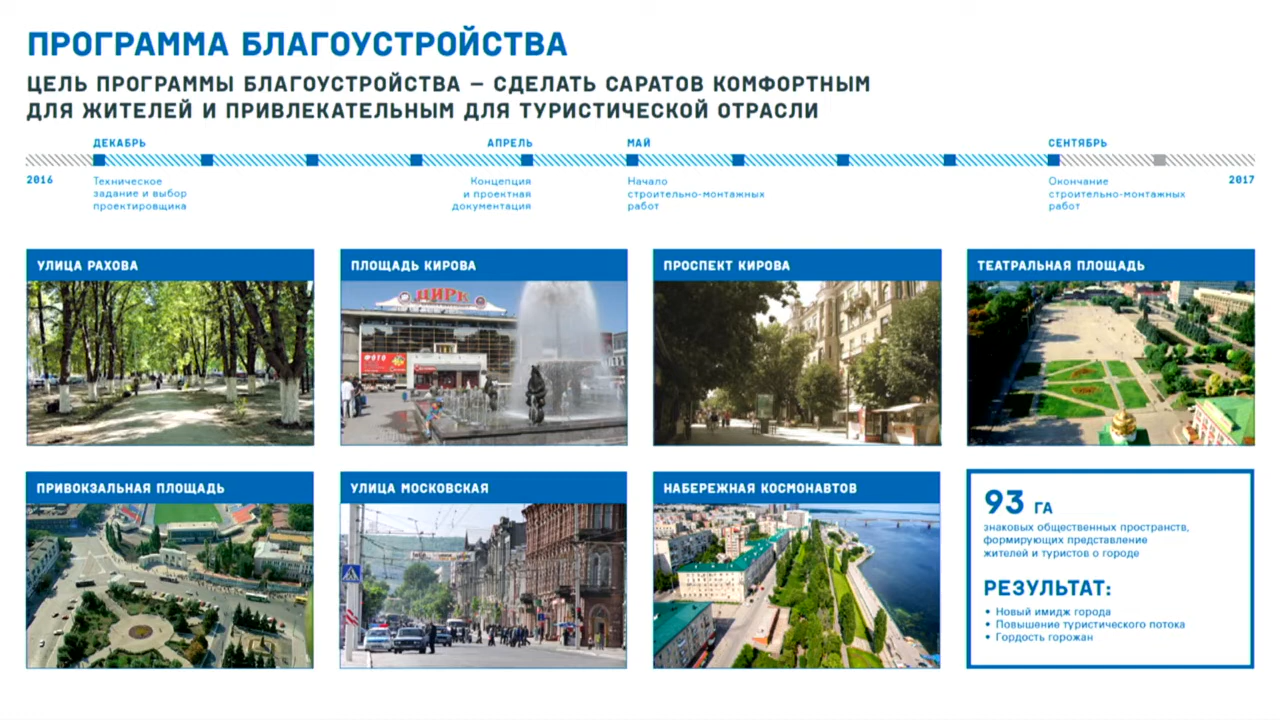 ПРОГРАММА БЛАГОУСТРОЙСТВА
ЦЕЛЬ ПРОГРАММЫ БЛАГОУСТРОЙСТВА – СДЕЛАТЬ САРАТОВ КОМФОРТНЫМ
ДЛЯ ЖИТЕЛЕЙ И ПРИВЛЕКАТЕЛЬНЫМ ДЛЯ ТУРИСТИЧЕСКОЙ ОТРАСЛИ
ДЕКАБРЬ
АПРЕЛЬ
МАЙ
СЕНТЯБРЬ
2016
Техническое
задание и выбор
проектировщика
Концепция
и проектная
документация
Начало
строительно-монтажных
работ
Окончание
строительно-монтажных
работ
2017
УЛИЦА РАХОВА
ПЛОЩАДЬ КИРОВА
ЦИРК
ФОТО
ПРОСПЕКТ КИРОВА
ТЕАТРАЛЬНАЯ ПЛОЩАДЬ
ПРИВОКЗАЛЬНАЯ ПЛОЩАДЬ
УЛИЦА МОСКОВСКАЯ
НАБЕРЕЖНАЯ КОСМОНАВТОВ
93 ГА
знаковых общественных пространств,
формирующих представление
жителей и туристов о городе
РЕЗУЛЬТАТ:
• Новый имидж города
• Повышение туристического потока
• Гордость горожан